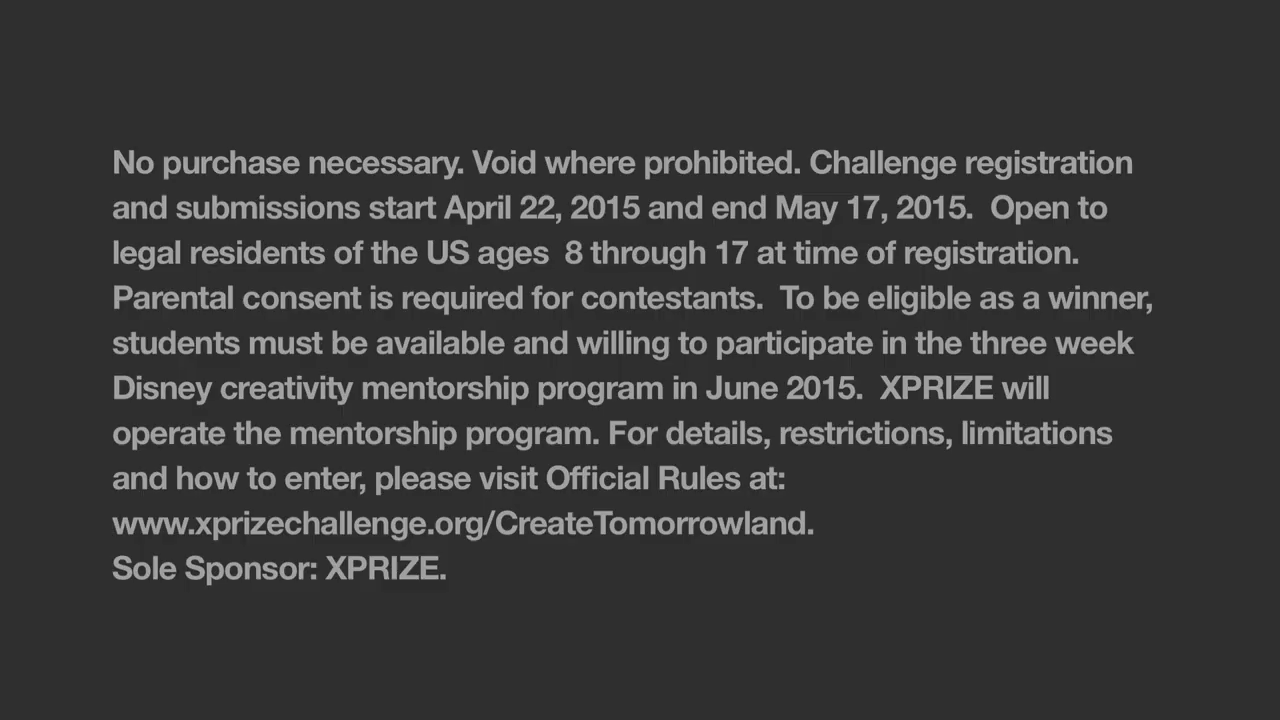 No purchase necessary. Void where prohibited. Challenge registration
and submissions start April 22, 2015 and end May 17, 2015.  Open to
legal residents of the US ages  8 through 17 at time of registration.
Parental consent is required for contestants.  To be eligible as a winner,
students must be available and willing to participate in the three week
Disney creativity mentorship program in June 2015.  XPRIZE will
operate the mentorship program. For details, restrictions, limitations
and how to enter, please visit Official Rules at:
www.xprizechallenge.org/CreateTomorrowland.
Sole Sponsor: XPRIZE.